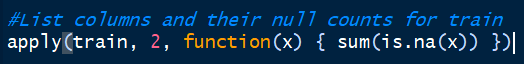 #List columns and their null counts for train
apply(train, 2, function(x) { sum(is.na(x)) })